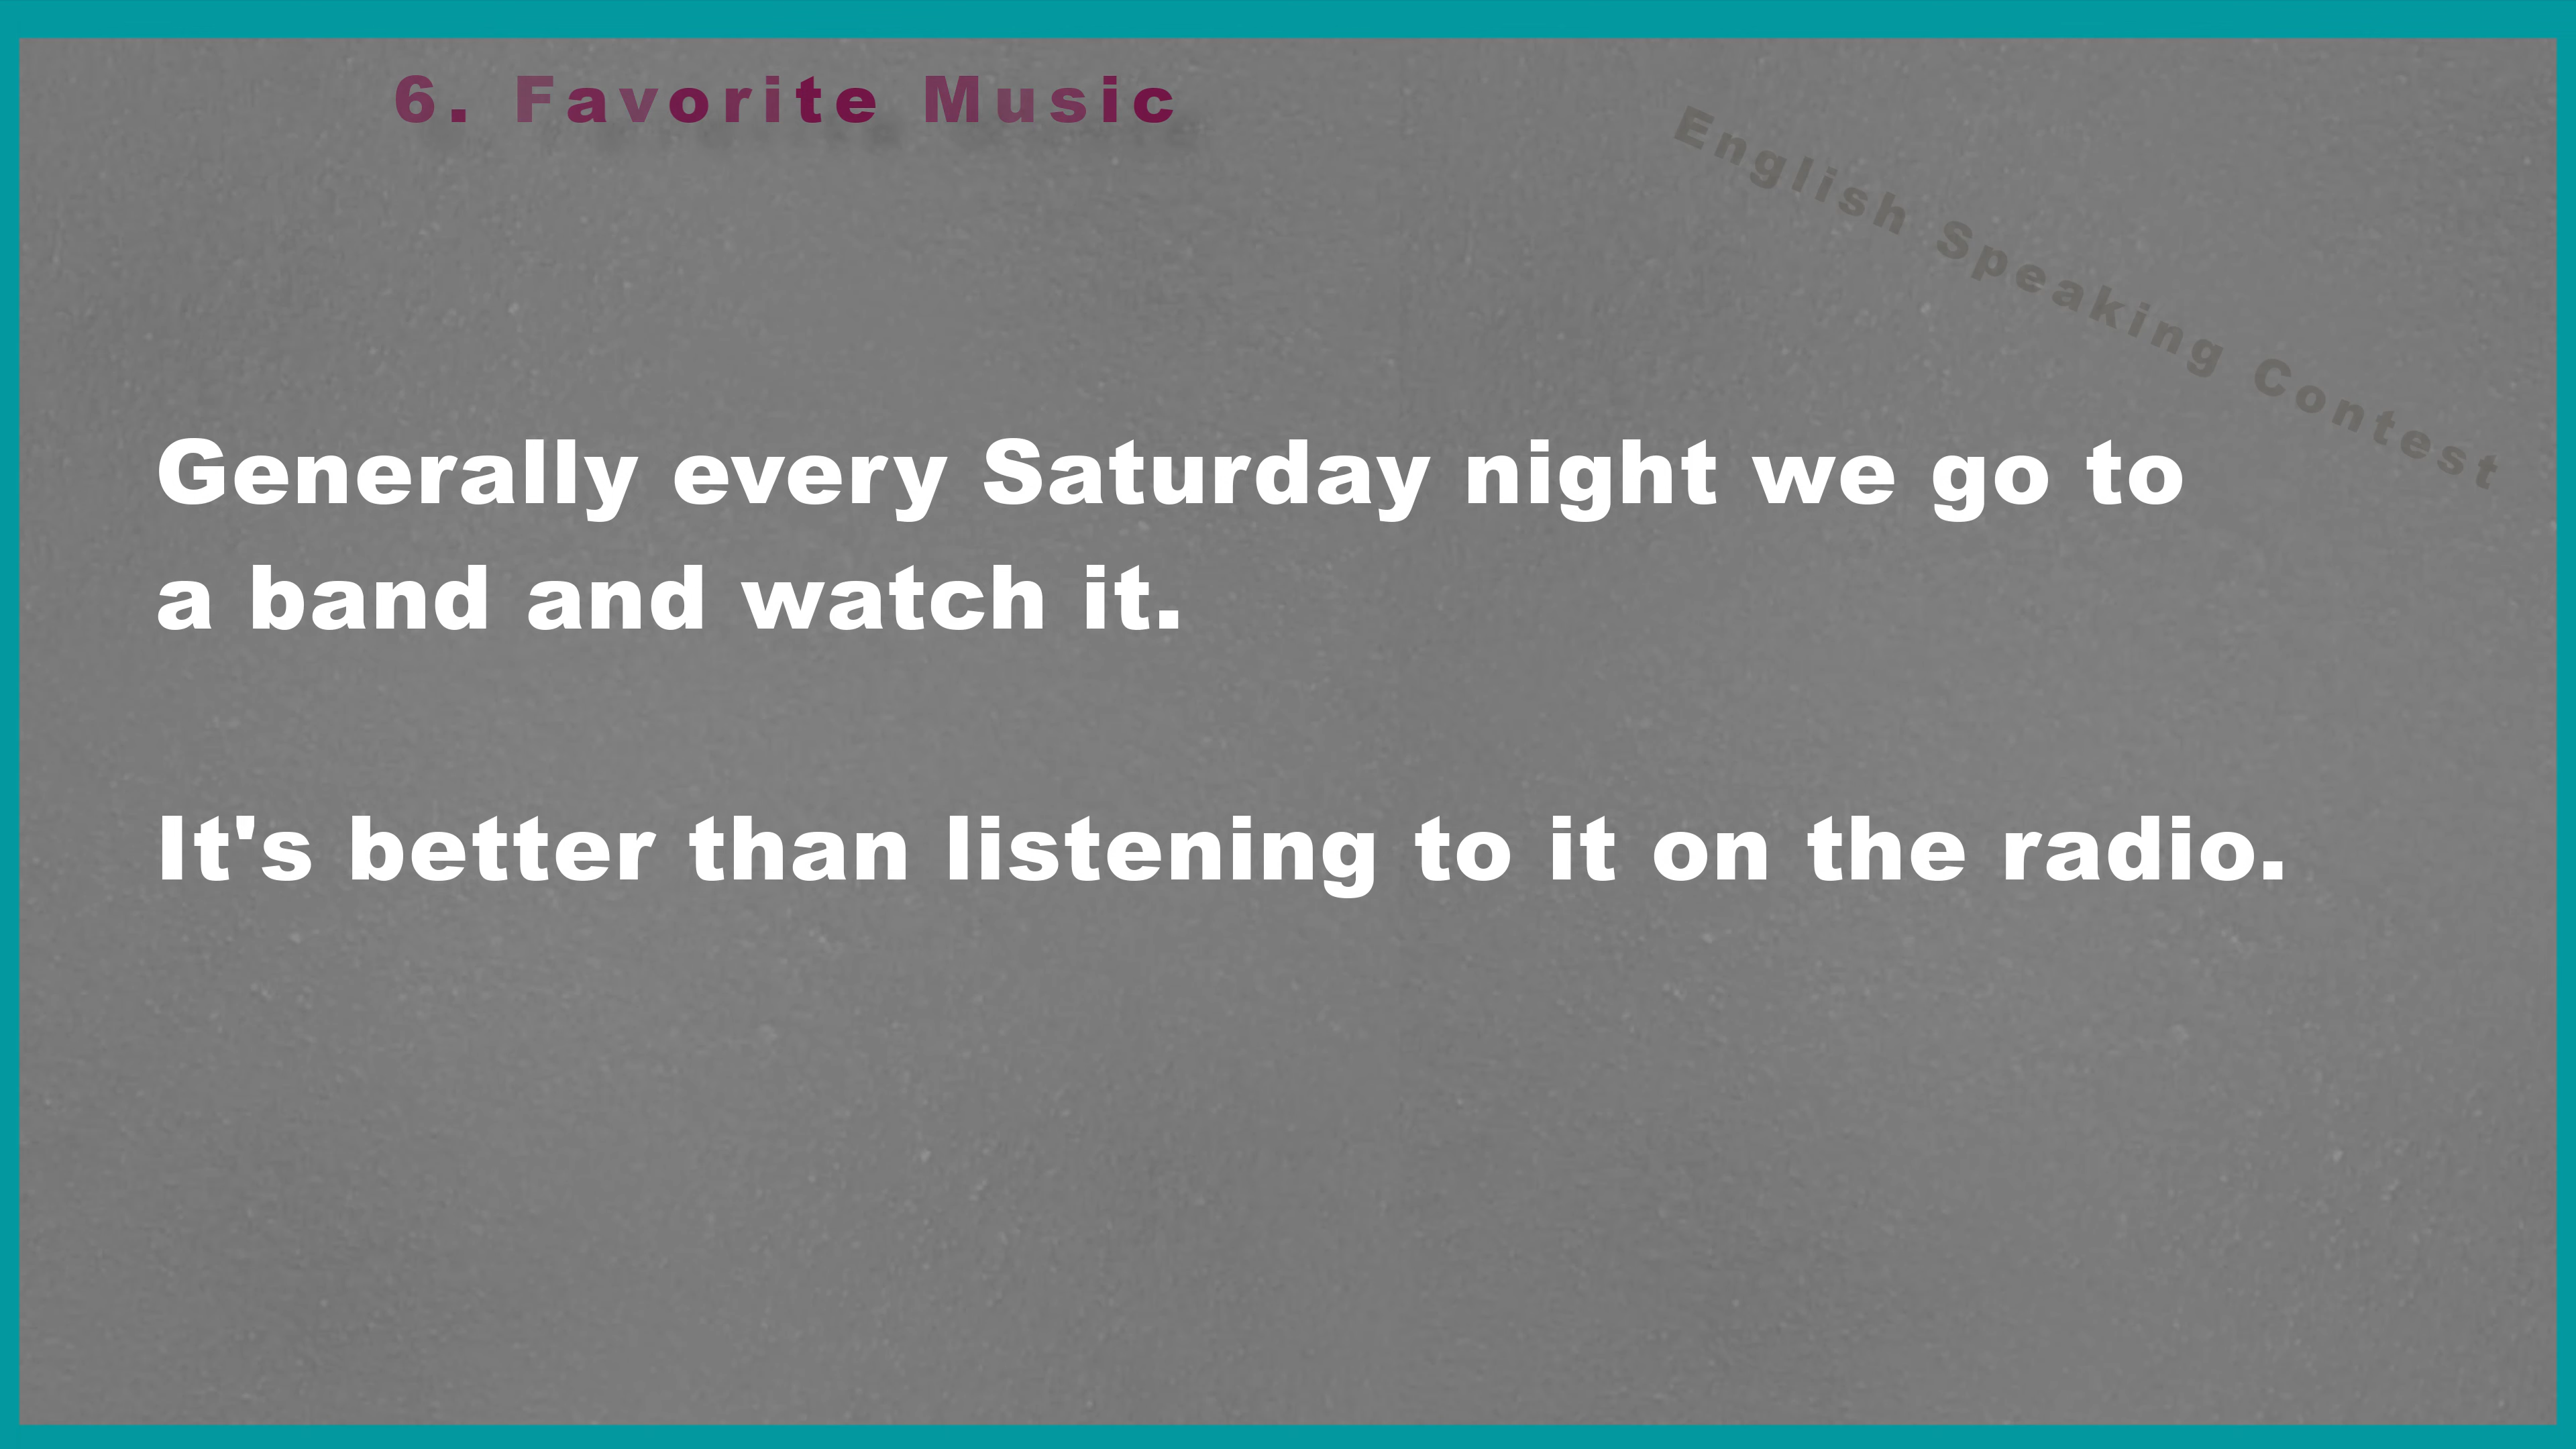 6. Favorite Music
English Speaking Contest
Generally every Saturday night we go to
a band and watch it.
It's better than listening to it on the radio.